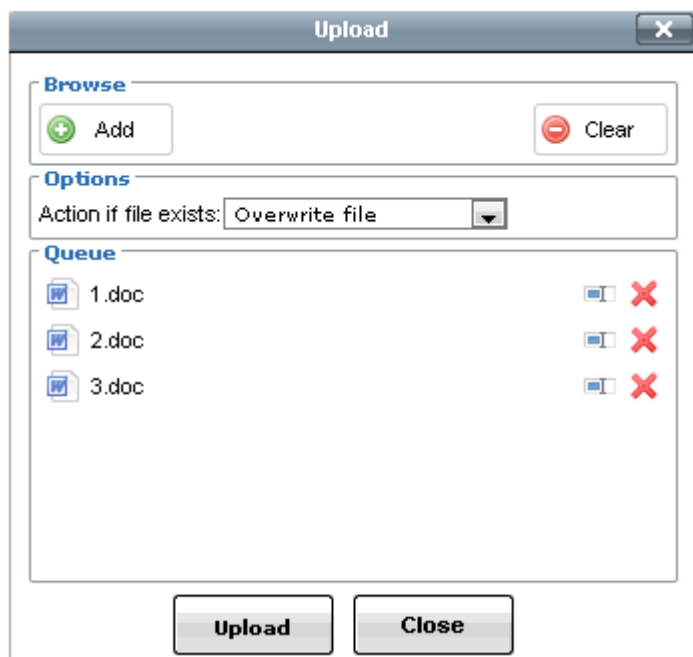 Upload
Browse
Add Clear
Options
Action if file exists: Overwrite file
Queue
1.doc
2.doc
3.doc
Upload Close